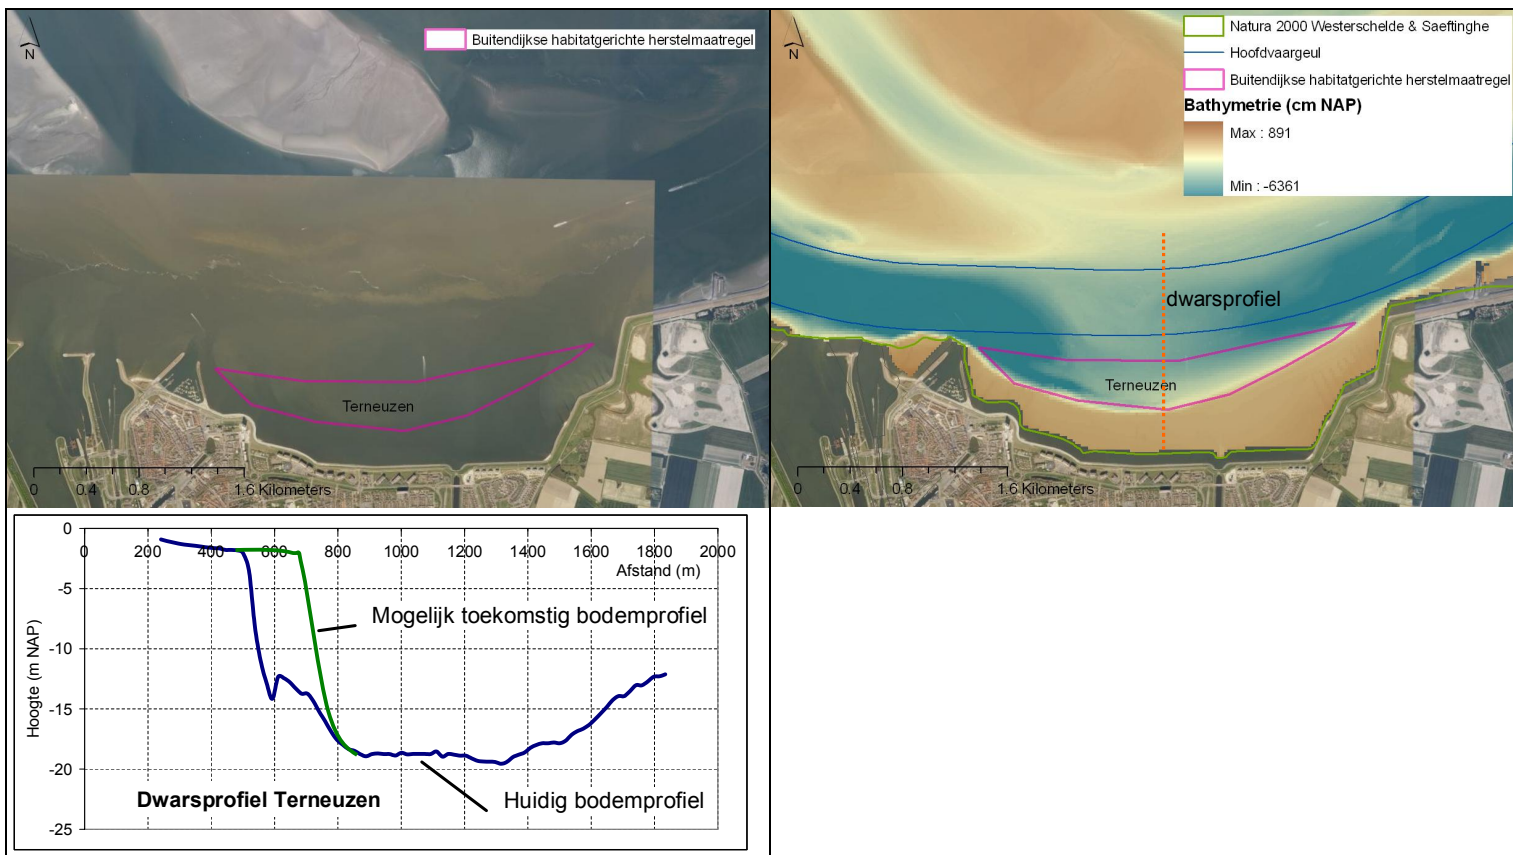 N
Buitendijkse habitatgerichte herstelmaatregel
Terneuzen
0 0.4 0.8 1.6 Kilometers
N
Natura 2000 Westerschelde & Saeftinghe
Hoofdvaargeul
Buitendijkse habitatgerichte herstelmaatregel
Bathymetrie (cm NAP)
Max : 891
Min : -6361
dwarsprofiel
Terneuzen
0 0.4 0.8 1.6 Kilometers
0
0 200 400 600 800 1000 1200 1400 1600 1800 2000
Afstand (m)
-5
Mogelijk toekomstig bodemprofiel
-10
Hoogte (m NAP)
-15
-20
Dwarsprofiel Terneuzen
Huidig bodemprofiel
-25